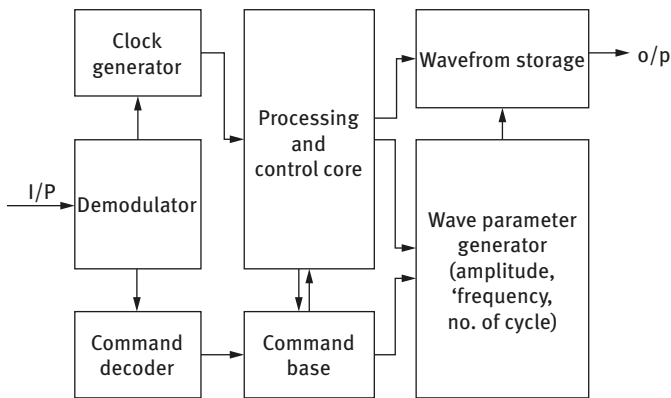 Clock
generator
Processing
and
control core
Wavefrom storage
o/p
I/P
Demodulator
Wave parameter
generator
(amplitude,
‘frequency,
no. of cycle)
Command
decoder
Command
base